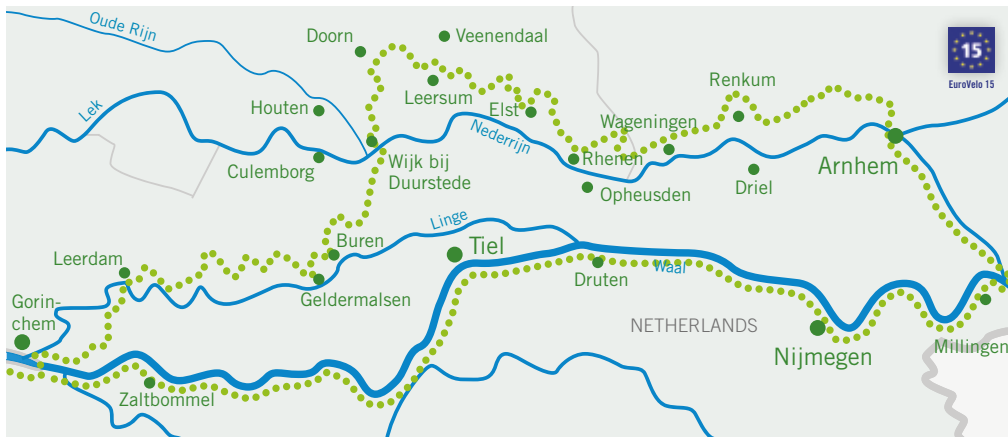 Oude Rijn
Doorn
Veenendaal
15
EuroVelo 15
Renkum
Leersum
Houten
Elst
Lek
Wageningen
Nederrijn
Culemborg
Wijk bij
Duurstede
Rhenen
Arnhem
Opheusden
Driel
Linge
Buren
Tiel
Leerdam
Waal
Geldermalsen
Druten
Gorin-
chem
NETHERLANDS
Nijmegen
Millingen
Zaltbommel